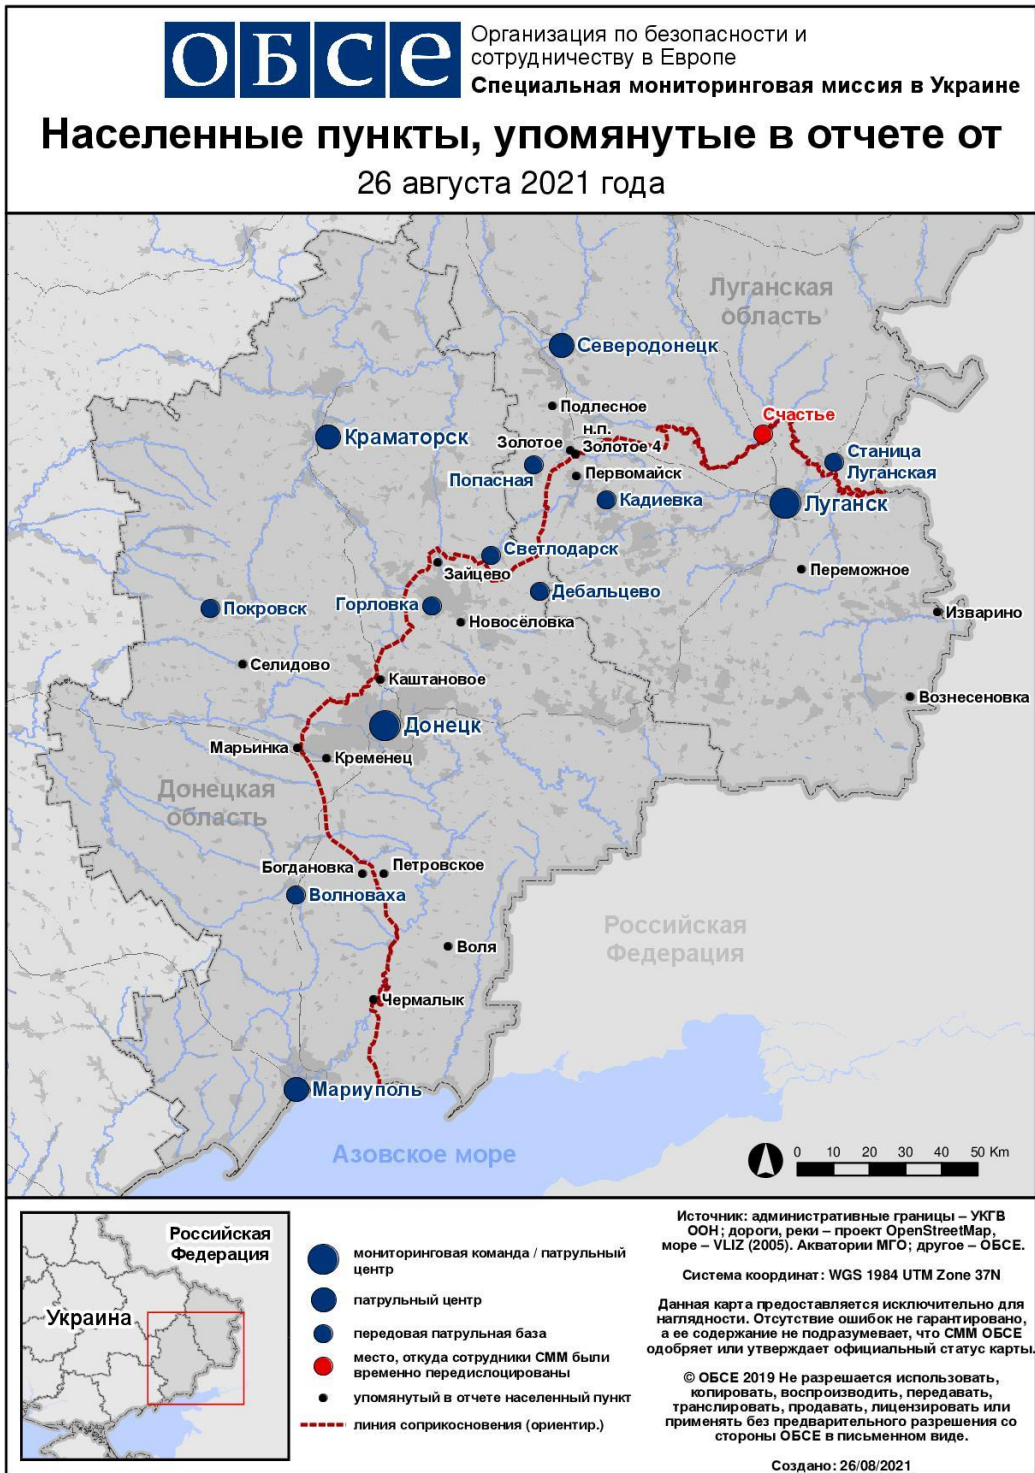 ОБСЕ
Организация по безопасности и
сотрудничеству в Европе
Специальная мониторинговая миссия в Украине
Населенные пункты, упомянутые в отчете от
26 августа 2021 года
Луганская
область
Северодонецк
Подлесное
Счастье
н.п.
Золотое
Золотое 4
Краматорск
Станица
Луганская
Попасная
Первомайск
Кадиевка
Луганск
Светлодарск
Зайцево
Переможное
Дебальцево
Покровск
Горловка
Новосёловка
Изварино
Селидово
Каштановое
Вознесеновка
Донецк
Марьинка
Кременец
Донецкая
область
Богдановка
Петровское
Волноваха
Российская
Федерация
Воля
Чермалык
Мариуполь
Азовское море
0 10 20 30 40 50 Km
Российская
Федерация
Украина
мониторинговая команда / патрульный
центр
патрульный центр
передовая патрульная база
место, откуда сотрудники СММ были
временно передислоцированы
упомянутый в отчете населенный пункт
линия соприкосновения (ориентир.)
Источник: административные границы – УКГВ
ООН; дороги, реки – проект OpenStreetMap,
море – VLIZ (2005). Акватории МГО; другое – ОБСЕ.
Система координат: WGS 1984 UTM Zone 37N
Данная карта предоставляется исключительно для
наглядности. Отсутствие ошибок не гарантировано,
а ее содержание не подразумевает, что СММ ОБСЕ
одобряет или утверждает официальный статус карты.
© ОБСЕ 2019 Не разрешается использовать,
копировать, воспроизводить, передавать,
транслировать, продавать, лицензировать или
применять без предварительного разрешения со
стороны ОБСЕ в письменном виде.
Создано: 26/08/2021